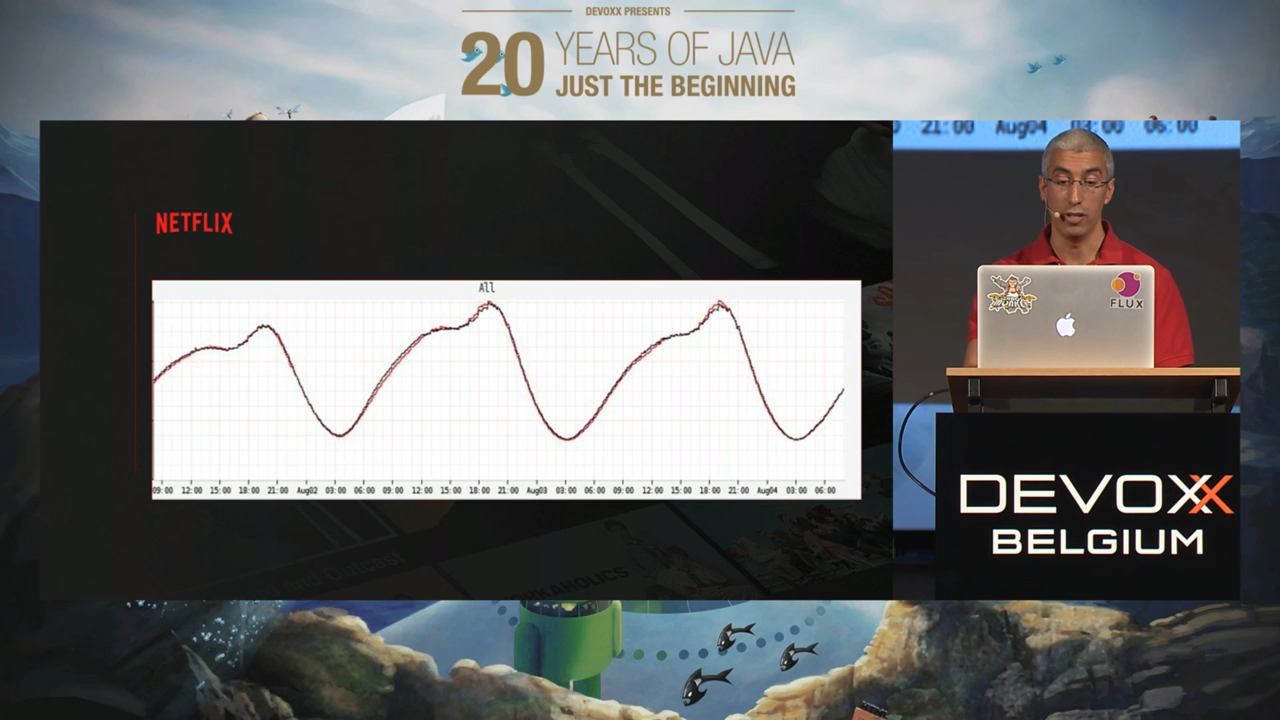 DEVOXX PRESENTS
20 YEARS OF JAVA
JUST THE BEGINNING
21:00 Aug04 03:00 06:00
NETFLIX
All
09:00 12:00 15:00 18:00 21:00 Aug02 03:00 06:00 09:00 12:00 15:00 18:00 21:00 Aug03 03:00 06:00 09:00 12:00 15:00 18:00 21:00 Aug04 03:00 06:00
FLUX
DEVOXX
BELGIUM
WORKAHOLICS